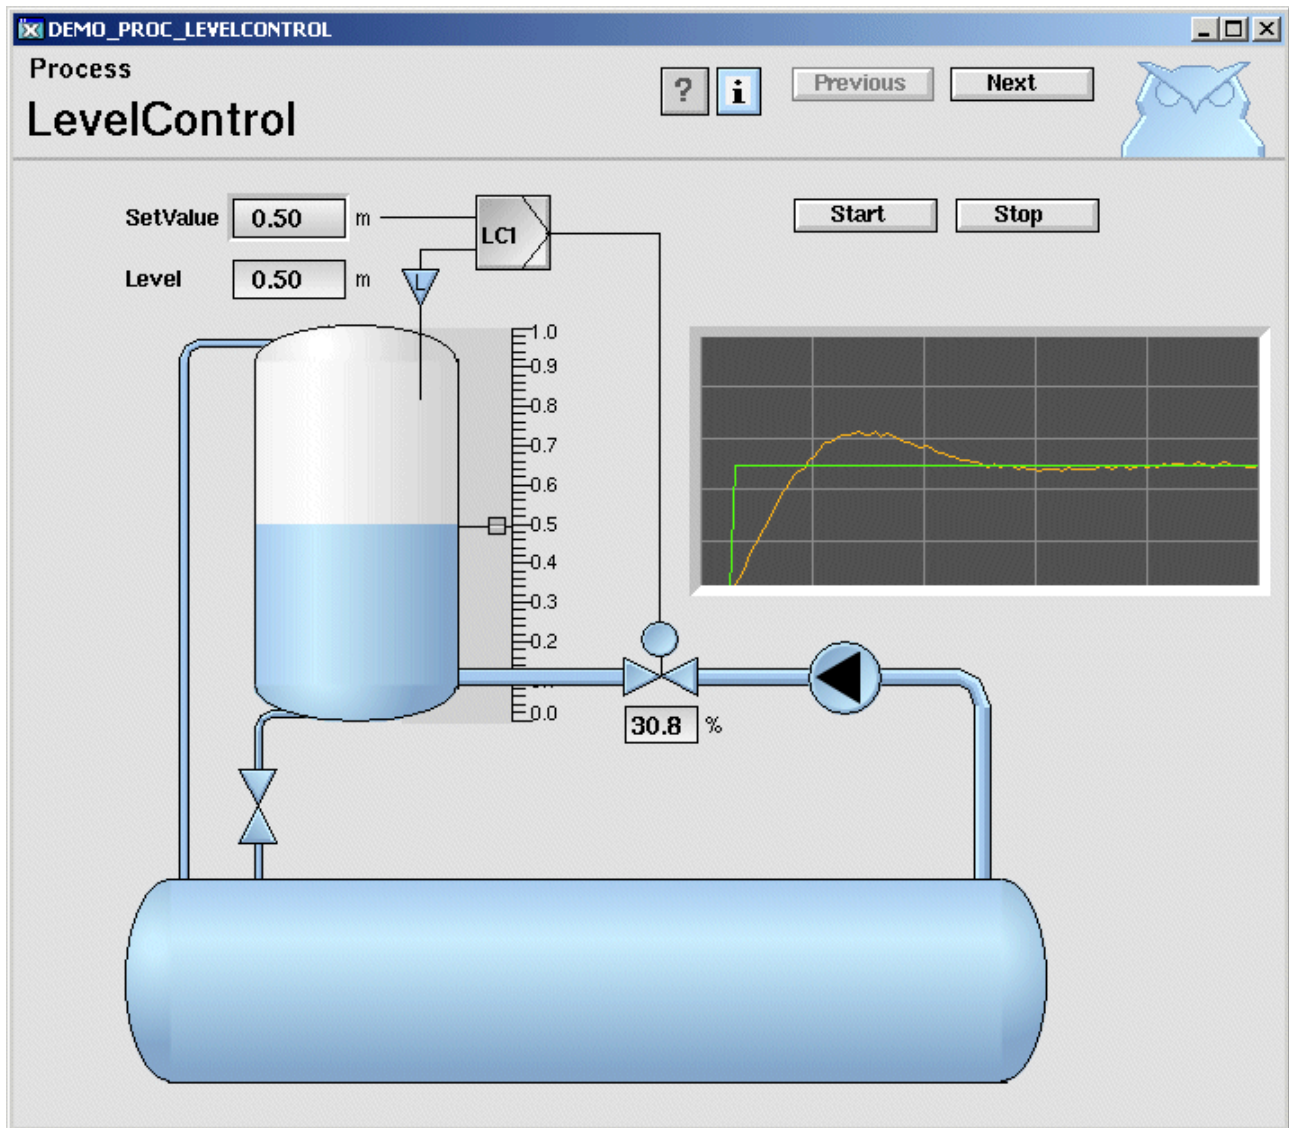 DEMO_PROC_LEVELCONTROL
Process
LevelControl
? i Previous Next
SetValue 0.50 m
LC1
Start Stop
Level 0.50 m
L
1.0
0.9
0.8
0.7
0.6
0.5
0.4
0.3
0.2
0.0
30.8 %